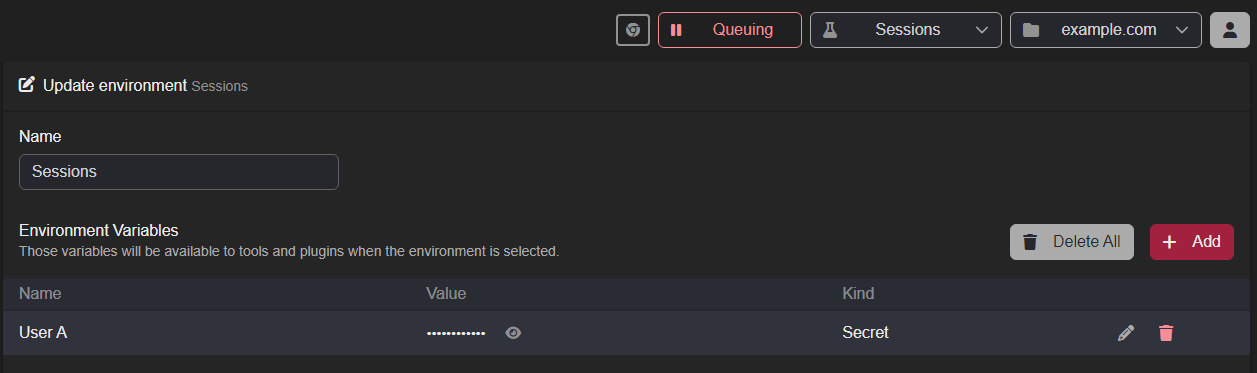 Queuing Sessions example.com
Update environment Sessions
Name
Sessions
Environment Variables
Those variables will be available to tools and plugins when the environment is selected.
Delete All Add
Name Value Kind
User A •••••••••••• Secret